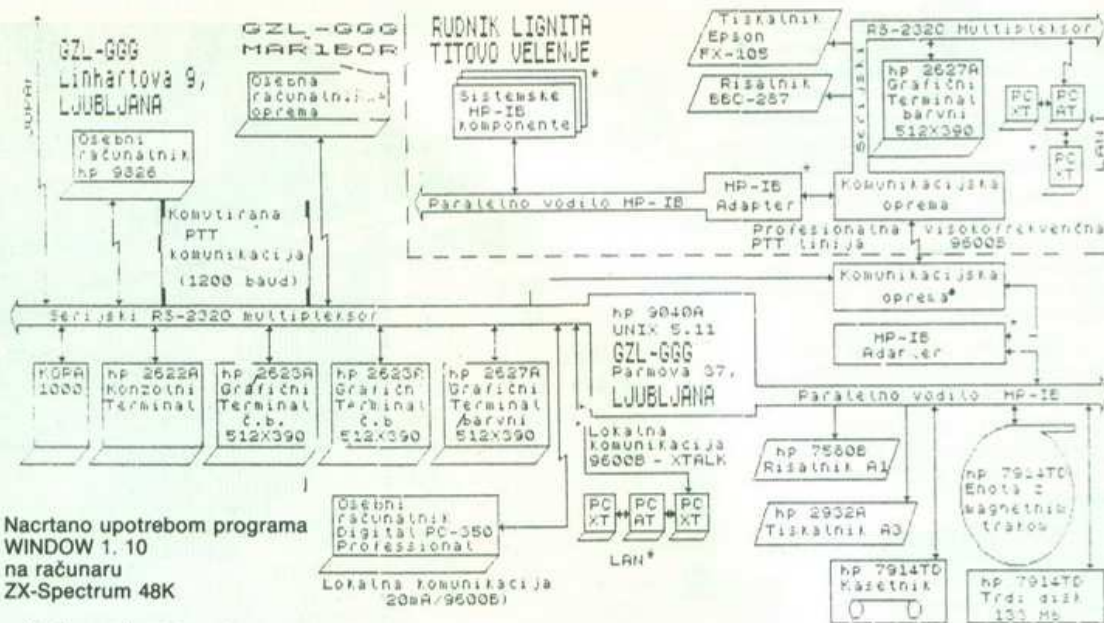 GZL-GGG
Linhartova 9,
LJUBLJANA
GZL-GGG
MARIBOR
RUDNIK LIGNITA
TITOVO VELENJE
Osebni
računalnik
hp 9826
Osebna
oprema
Sistemske
HP-IB
komponente
Tiskalnik
Epson
FX-105
Risalnik
BBC-287
RS-232C Multipleksor
Serijski
hp 2627A
Grafični
Terminal
barvni
512X390
PC
XT
PC
AT
PC
XT
LAN
Komutirana
PTT
komunikacija
(1200 baud)
Paralelno vodilo HP-IB
HP-IB
Adapter
Komunikacijska
oprema
Profesionalna visokofrekvenčna
PTT linija 9600B
Komunikacijska
oprema*
HP-IB
Adapter
Serijski RS-232C multipleksor
hp 9040A
UNIX 5.11
GZL-GGG
Parmova 37,
LJUBLJANA
Paralelno vodilo HP-IB
KOPA
1000
hp 2622A
Konzolni
Terminal
hp 2623A
Grafični
Terminal
č.b.
512X390
hp 2623A
Grafični
Terminal
č.b
512X390
hp 2627A
Grafični
Terminal
barvni
512X390
Lokalna
komunikacija
9600B - XTALK
PC
XT
PC
AT
PC
XT
LAN*
Osebni
računalnik
Digital PC-350
Professional
Lokalna komunikacija
20mA/9600B)
hp 7580B
Risalnik A1
hp 2932A
Tiskalnik A3
hp 7914TD
Kasetnik
hp 7914TD
Enota z
magnetnim
trakom
hp 7914TD
Trdi disk
133 Mb
Nacrtano upotrebom programa
WINDOW 1. 10
na računaru
ZX-Spectrum 48K